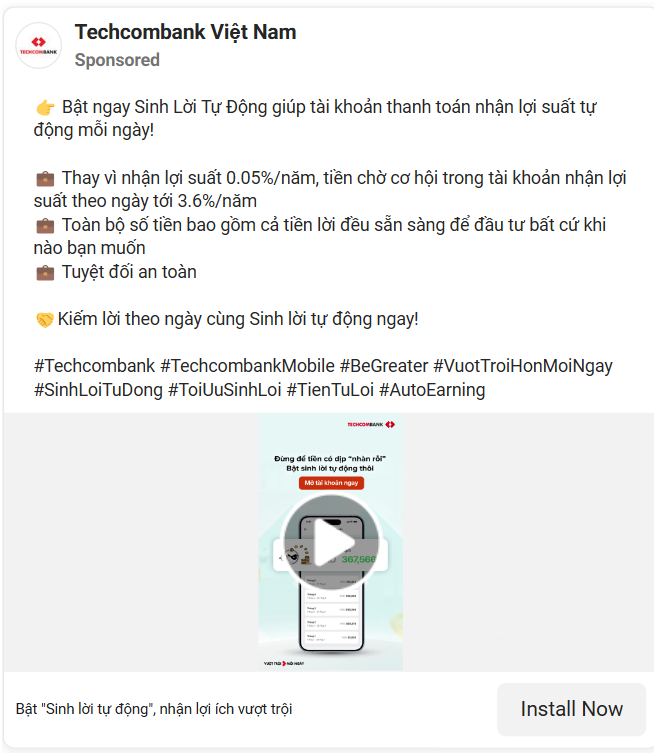 Techcombank Việt Nam
TECHCOMBANK
Sponsored
👉 Bật ngay Sinh Lời Tự Động giúp tài khoản thanh toán nhận lợi suất tự
động mỗi ngày!
💼 Thay vì nhận lợi suất 0.05%/năm, tiền chờ cơ hội trong tài khoản nhận lợi
suất theo ngày tới 3.6%/năm
💼 Toàn bộ số tiền bao gồm cả tiền lời đều sẵn sàng để đầu tư bất cứ khi
nào bạn muốn
💼 Tuyệt đối an toàn
🤝 Kiếm lời theo ngày cùng Sinh lời tự động ngay!
#Techcombank #TechcombankMobile #BeGreater #VuotTroiHonMoiNgay
#SinhLoiTuDong #ToiUuSinhLoi #TienTuLoi #AutoEarning
TECHCOMBANK
Đừng để tiền có dịp "nhàn rỗi"
Bật sinh lời tự động thôi
Mở tài khoản ngay
367,566
VƯỢT TRỘI MỖI NGÀY
Bật "Sinh lời tự động", nhận lợi ích vượt trội
Install Now